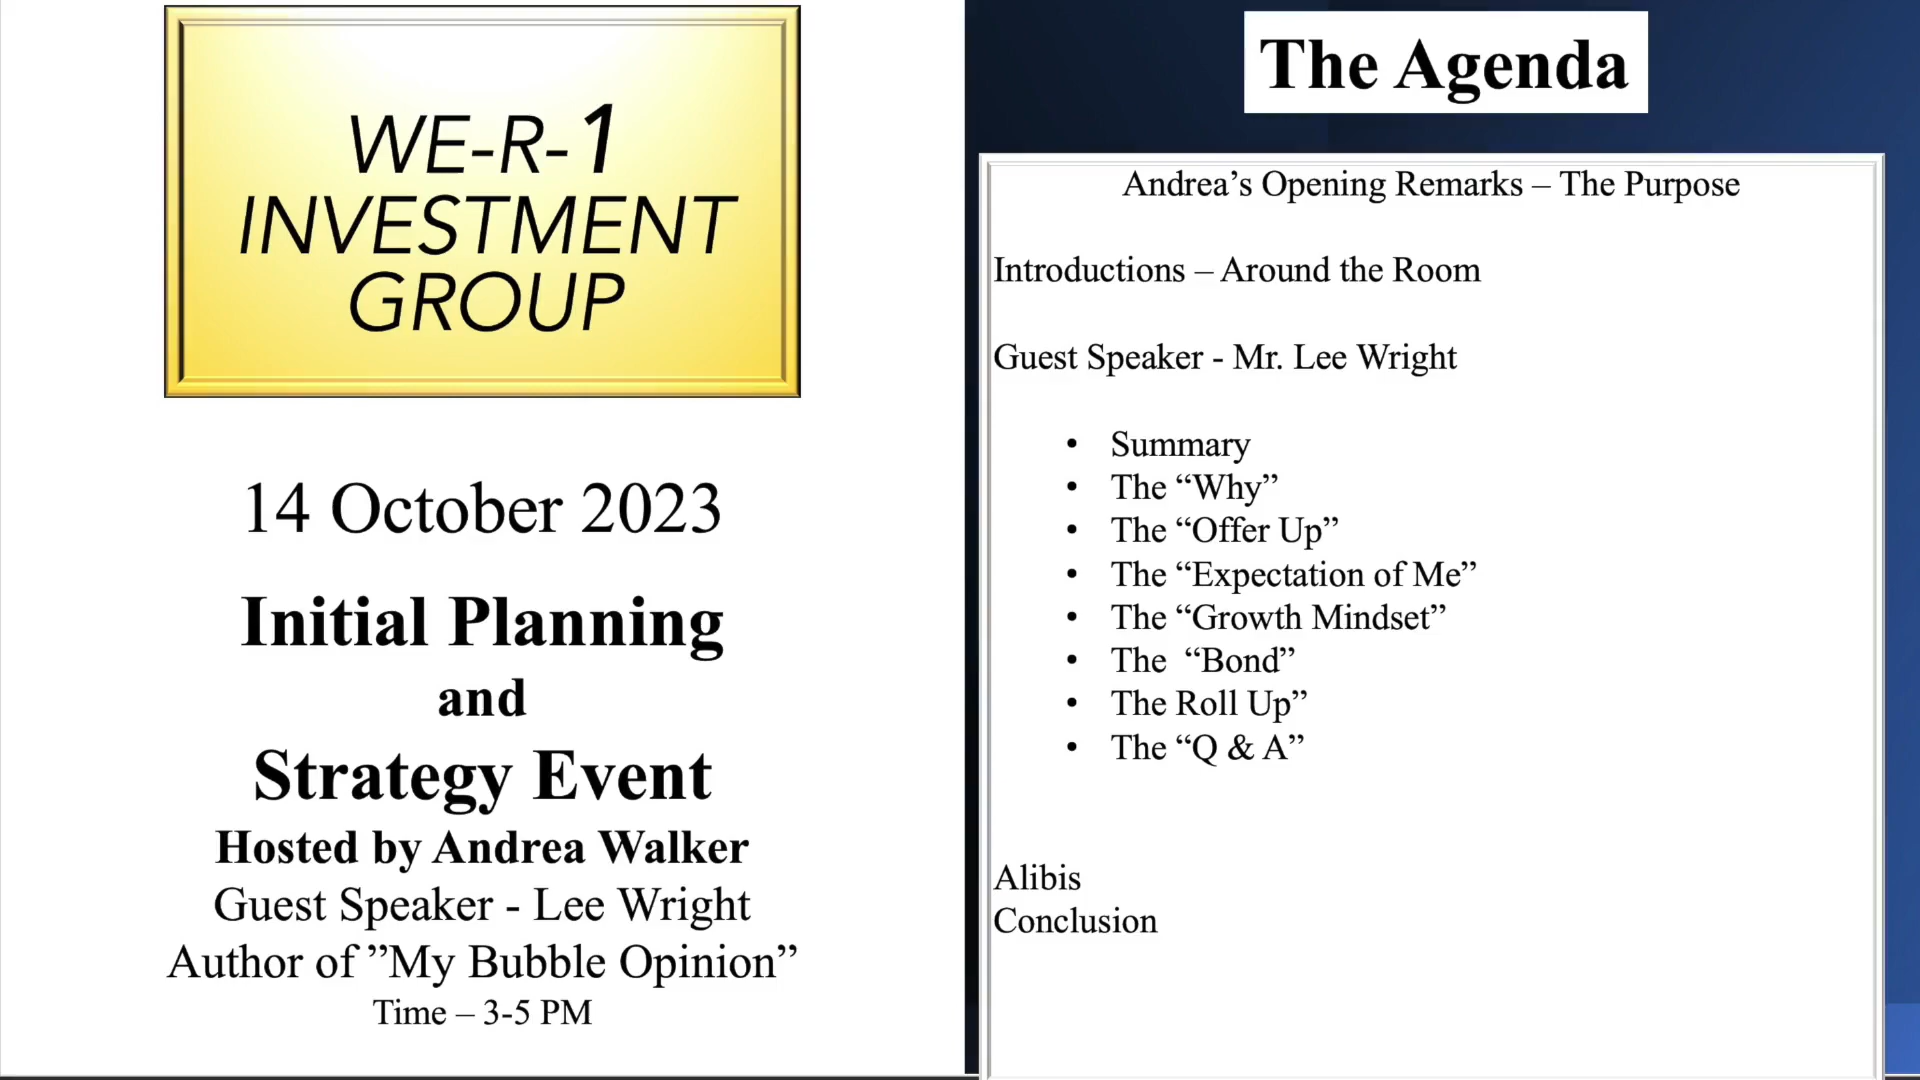 WE-R-1
INVESTMENT
GROUP
14 October 2023
Initial Planning
and
Strategy Event
Hosted by Andrea Walker
Guest Speaker - Lee Wright
Author of ”My Bubble Opinion”
Time – 3-5 PM
The Agenda
Andrea’s Opening Remarks – The Purpose
Introductions – Around the Room
Guest Speaker - Mr. Lee Wright
• Summary
• The “Why”
• The “Offer Up”
• The “Expectation of Me”
• The “Growth Mindset”
• The “Bond”
• The Roll Up”
• The “Q & A”
Alibis
Conclusion